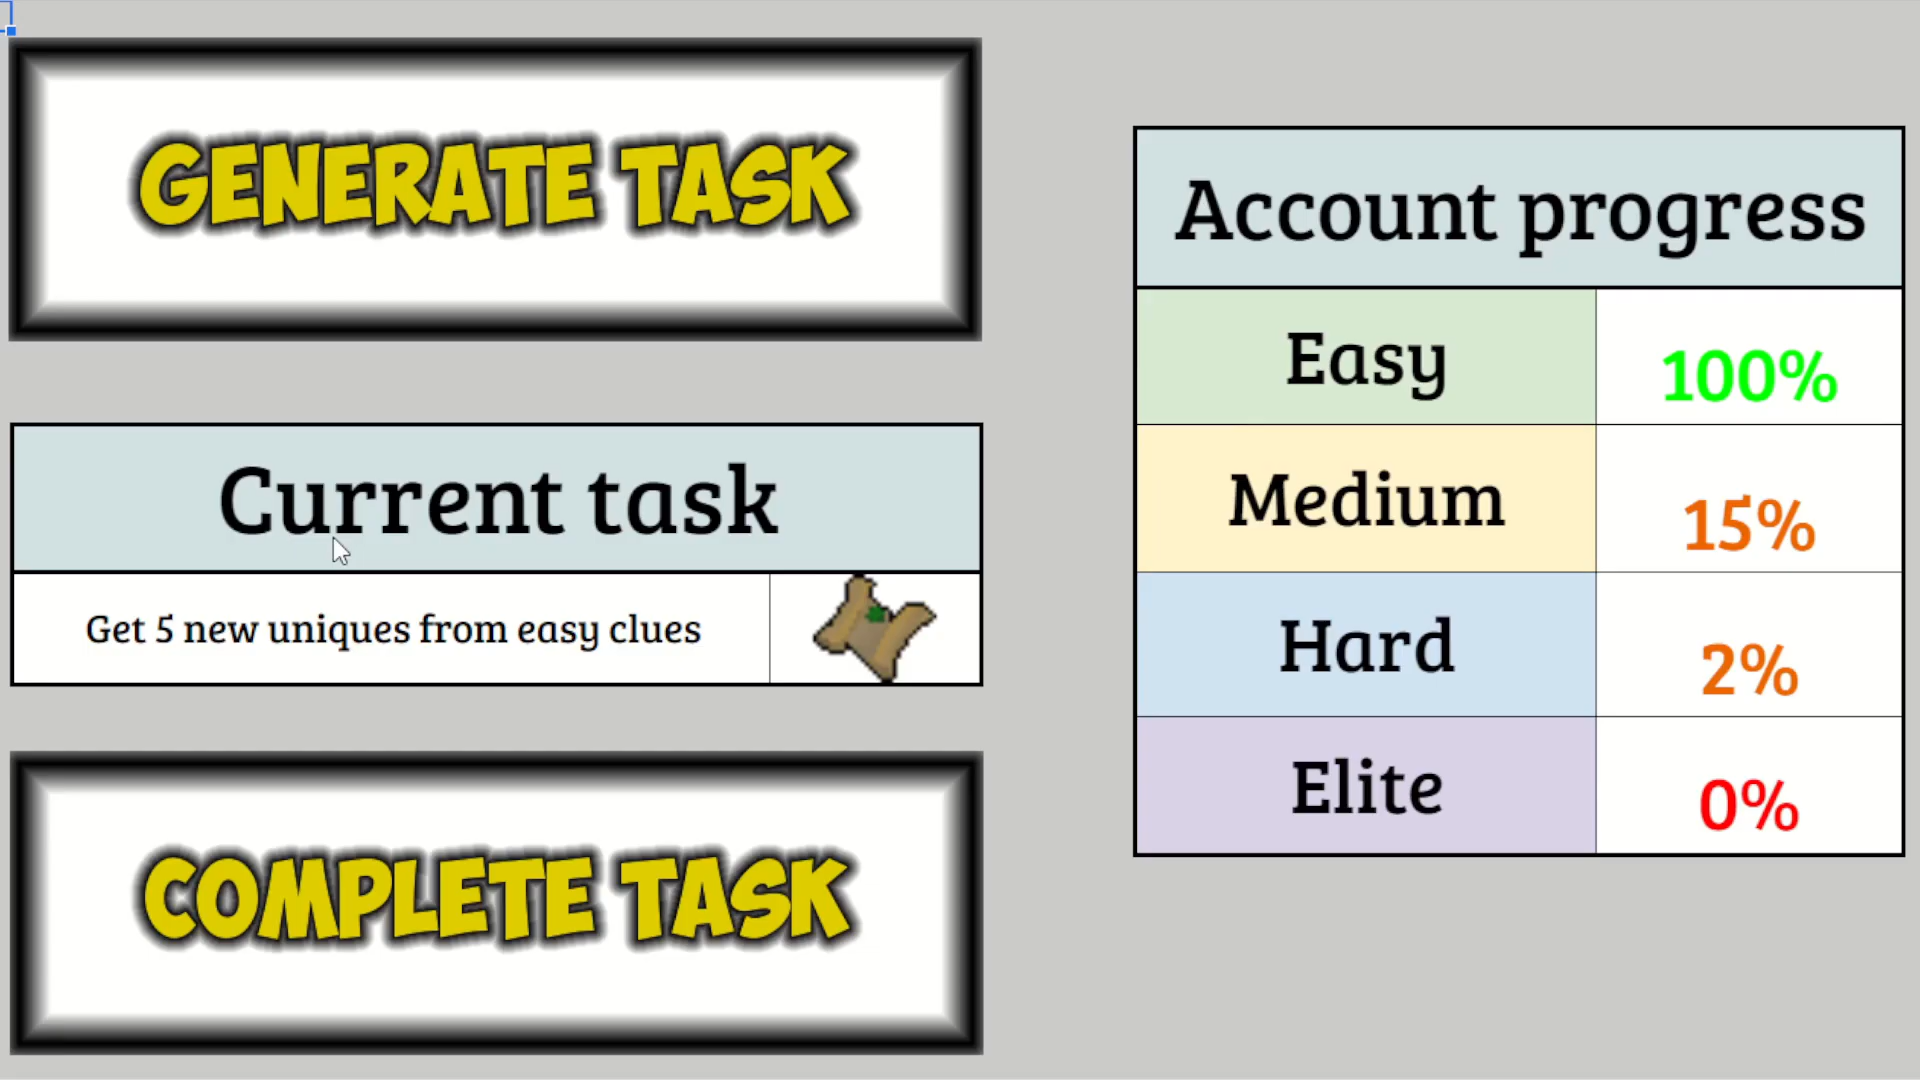 GENERATE TASK
Current task
Get 5 new uniques from easy clues
COMPLETE TASK
Account progress
Easy 100%
Medium 15%
Hard 2%
Elite 0%